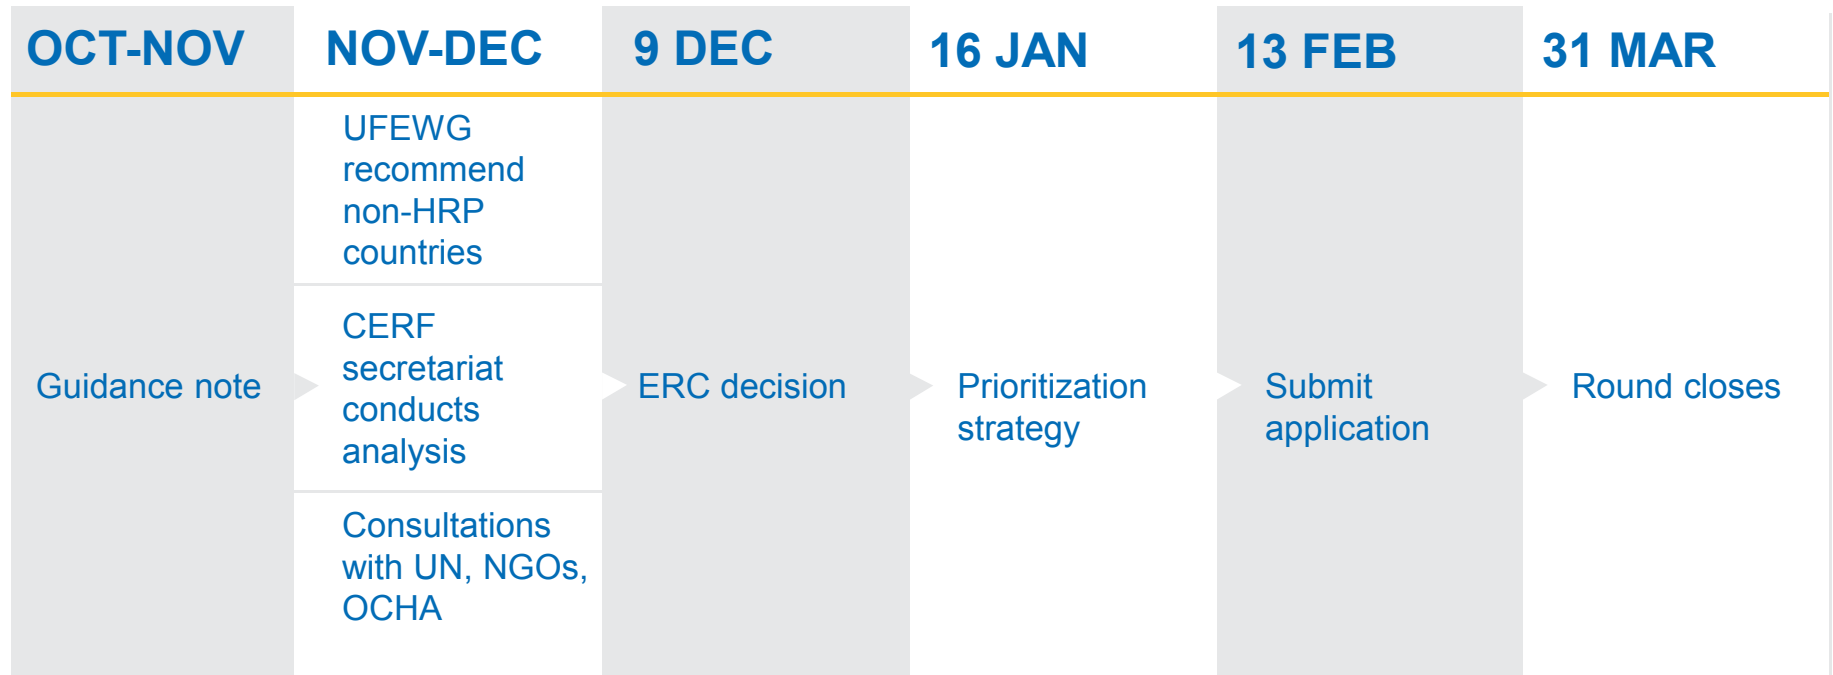 OCT-NOV
NOV-DEC
9 DEC
16 JAN
13 FEB
31 MAR
Guidance note
UFEWG
recommend
non-HRP
countries
CERF
secretariat
conducts
analysis
Consultations
with UN, NGOs,
OCHA
ERC decision
Prioritization
strategy
Submit
application
Round closes